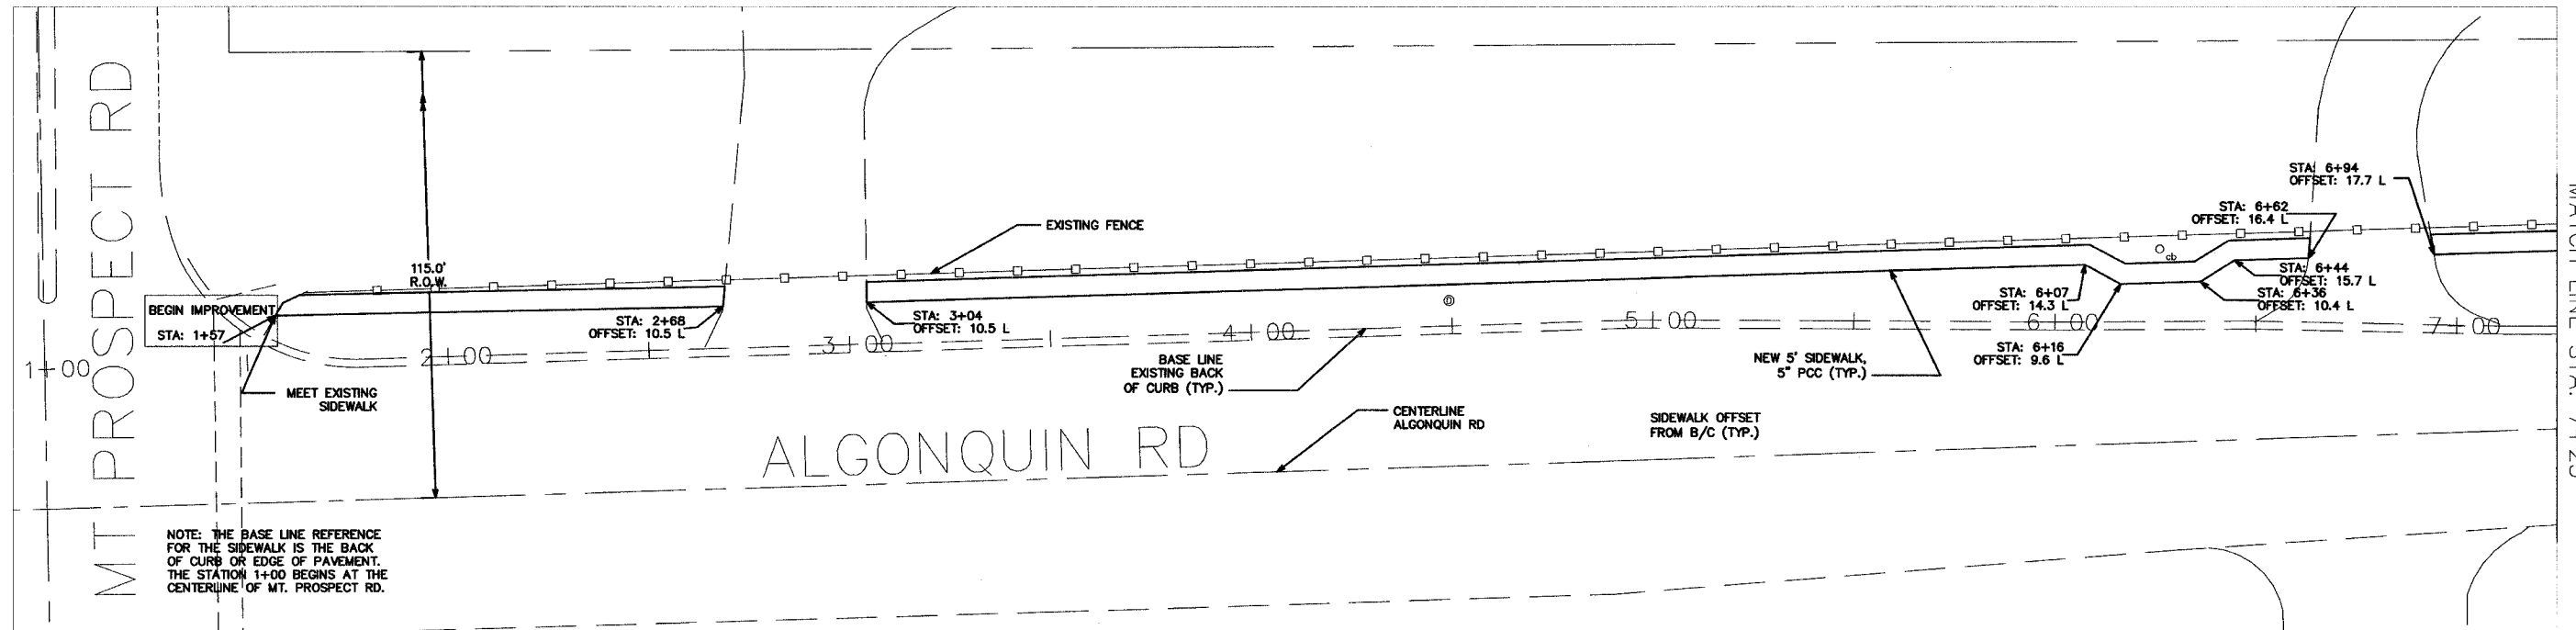 MT PROSPECT RD
1+00
BEGIN IMPROVEMENT
STA: 1+57
MEET EXISTING
SIDEWALK
115.0'
R.O.W.
2+00
STA: 2+68
OFFSET: 10.5 L
3+00
STA: 3+04
OFFSET: 10.5 L
EXISTING FENCE
4+00
BASE LINE
EXISTING BACK
OF CURB (TYP.)
CENTERLINE
ALGONQUIN RD
ALGONQUIN RD
5+00
NEW 5' SIDEWALK,
5" PCC (TYP.)
SIDEWALK OFFSET
FROM B/C (TYP.)
STA: 6+07
OFFSET: 14.3 L
6+00
STA: 6+16
OFFSET: 9.6 L
cb
STA: 6+62
OFFSET: 16.4 L
STA: 6+44
OFFSET: 15.7 L
STA: 6+36
OFFSET: 10.4 L
STA: 6+94
OFFSET: 17.7 L
7+00
MATCH LINE STA: 7+25
NOTE: THE BASE LINE REFERENCE
FOR THE SIDEWALK IS THE BACK
OF CURB OR EDGE OF PAVEMENT.
THE STATION 1+00 BEGINS AT THE
CENTERLINE OF MT. PROSPECT RD.